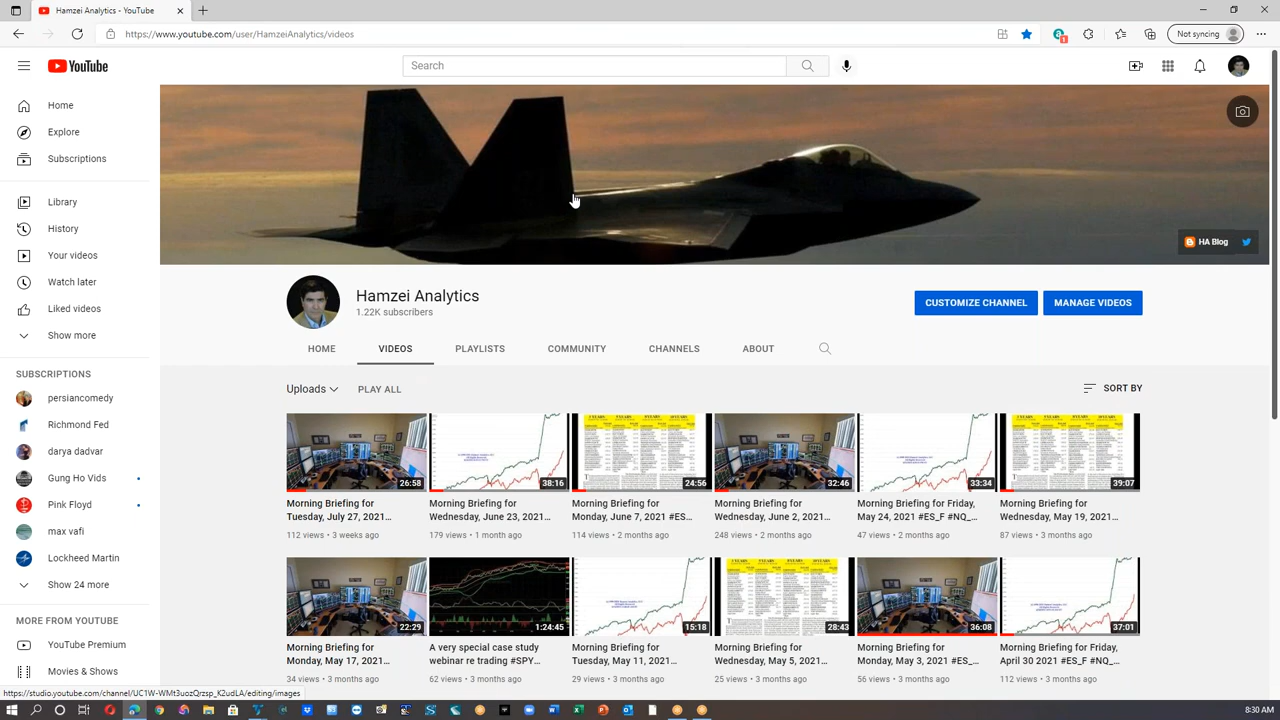 Hamzei Analytics - YouTube
https://www.youtube.com/user/HamzeiAnalytics/videos
Not syncing
YouTube
Search
Home
Explore
Subscriptions
Library
History
Your videos
Watch later
Liked videos
Show more
SUBSCRIPTIONS
persiancomedy
Richmond Fed
darya dadvar
Gung Ho Vids
Pink Floyd
max vafi
Lockheed Martin
Show 24 more
MORE FROM YOUTUBE
YouTube Premium
Movies & Shows
HA Blog
Hamzei Analytics
1.22K subscribers
CUSTOMIZE CHANNEL
MANAGE VIDEOS
HOME VIDEOS PLAYLISTS COMMUNITY CHANNELS ABOUT
Uploads PLAY ALL SORT BY
26:58
Morning Briefing for
Tuesday, July 27, 2021...
112 views • 3 weeks ago
38:16
Morning Briefing for
Wednesday, June 23, 2021...
179 views • 1 month ago
24:56
Morning Briefing for
Monday, June 7, 2021 #ES...
114 views • 2 months ago
32:46
Morning Briefing for
Wednesday, June 2, 2021...
248 views • 2 months ago
33:34
Morning Briefing for Friday,
May 24, 2021 #ES_F #NQ_...
47 views • 2 months ago
39:07
Morning Briefing for
Wednesday, May 19, 2021...
87 views • 3 months ago
22:29
Morning Briefing for
Monday, May 17, 2021...
34 views • 3 months ago
1:24:45
A very special case study
webinar re trading #SPY...
62 views • 3 months ago
15:18
Morning Briefing for
Tuesday, May 11, 2021...
29 views • 3 months ago
28:43
Morning Briefing for
Wednesday, May 5, 2021...
25 views • 3 months ago
36:08
Morning Briefing for
Monday, May 3, 2021 #ES_...
56 views • 3 months ago
37:01
Morning Briefing for Friday,
April 30 2021 #ES_F #NQ_...
112 views • 3 months ago
https://studio.youtube.com/channel/UC1W-WMt3uozQrzsp_K2udLA/editing/images
8:30 AM